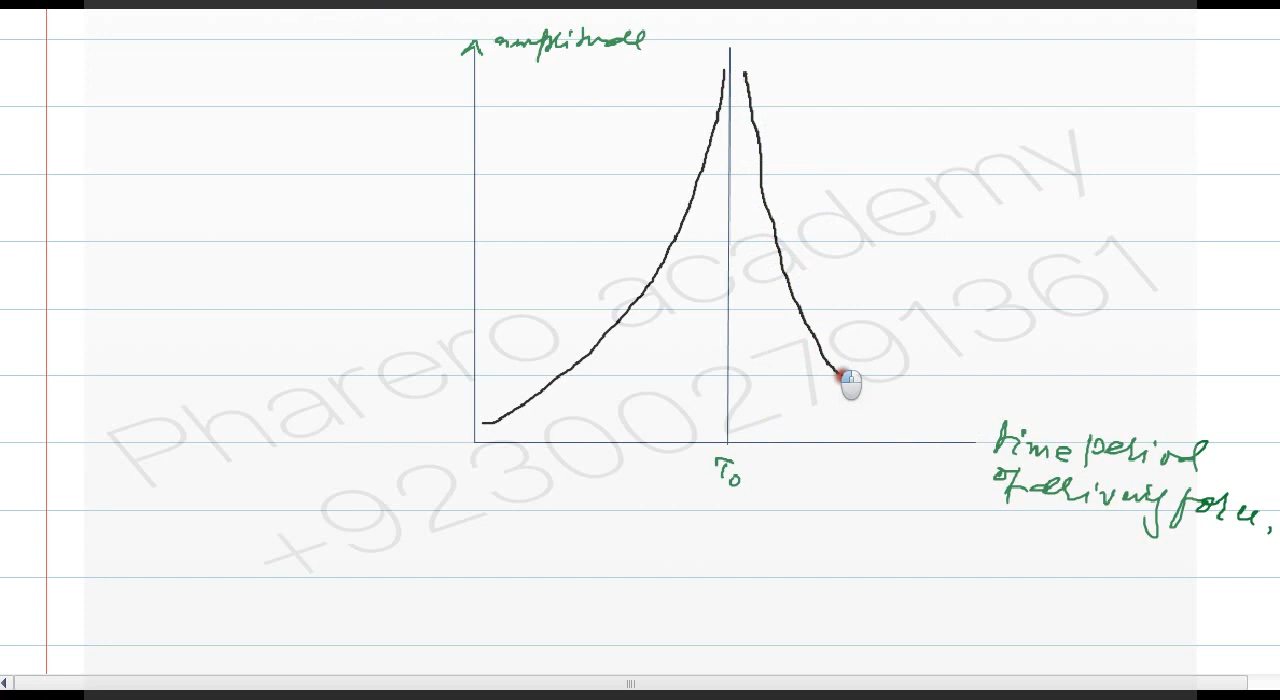 amplitude
Pharero academy
+923002791361
T0
time period
of driving force.